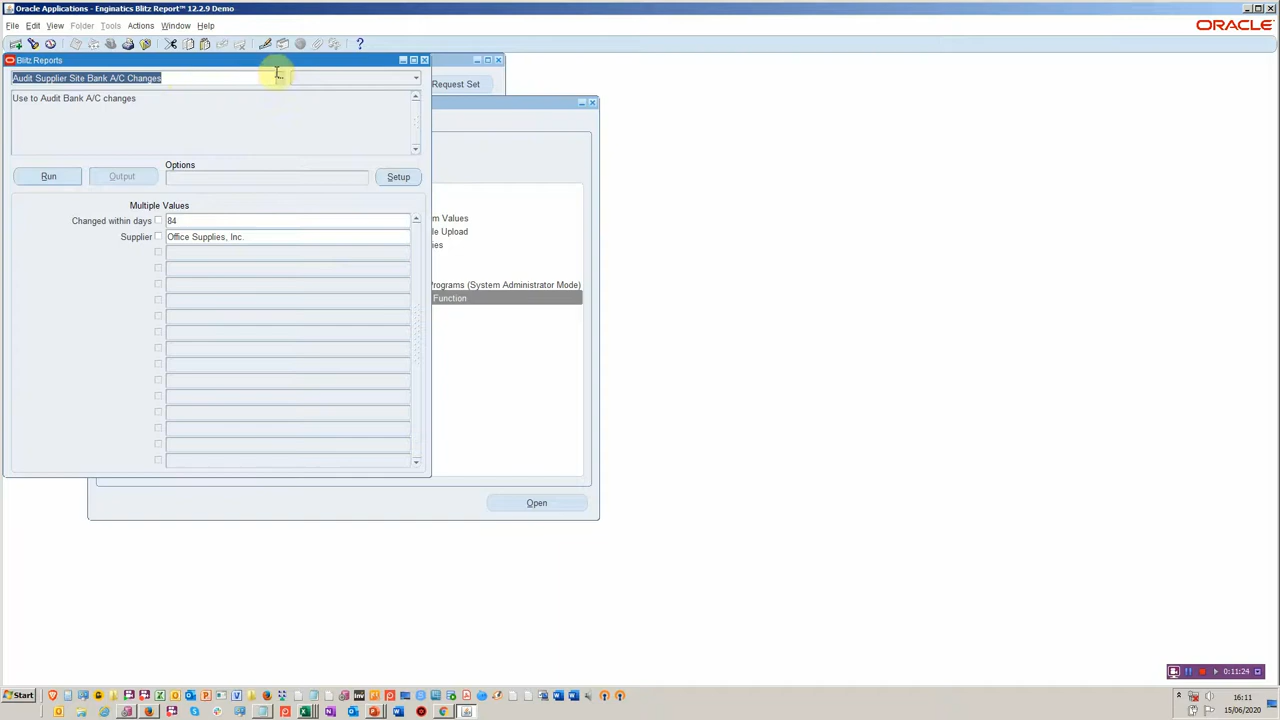 Oracle Applications - Enginatics Blitz Report™ 12.2.9 Demo
File Edit View Folder Tools Actions Window Help
ORACLE
Blitz Reports
Audit Supplier Site Bank A/C Changes
Request Set
Use to Audit Bank A/C changes
Options
Run Output Setup
Multiple Values
Changed within days 84
m Values
le Upload
Supplier Office Supplies, Inc.
es
Programs (System Administrator Mode)
Function
Open
0:11:24
Start
16:11
15/06/2020